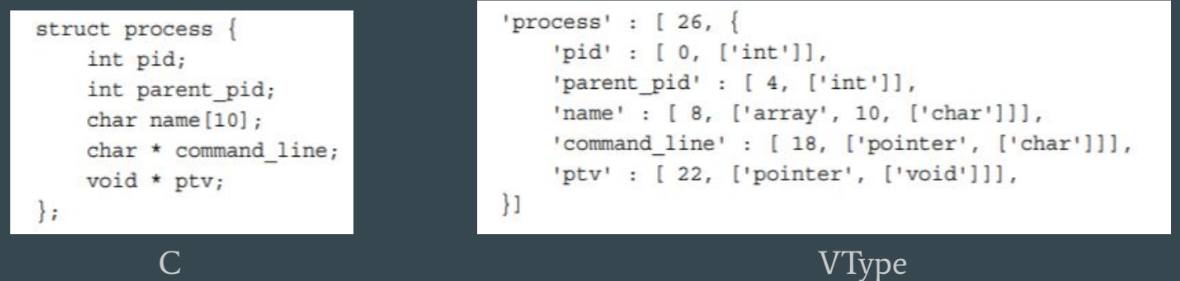 struct process {
    int pid;
    int parent_pid;
    char name[10];
    char * command_line;
    void * ptv;
};
C
'process' : [ 26, {
    'pid' : [ 0, ['int']],
    'parent_pid' : [ 4, ['int']],
    'name' : [ 8, ['array', 10, ['char']]],
    'command_line' : [ 18, ['pointer', ['char']]],
    'ptv' : [ 22, ['pointer', ['void']]],
}]
VType